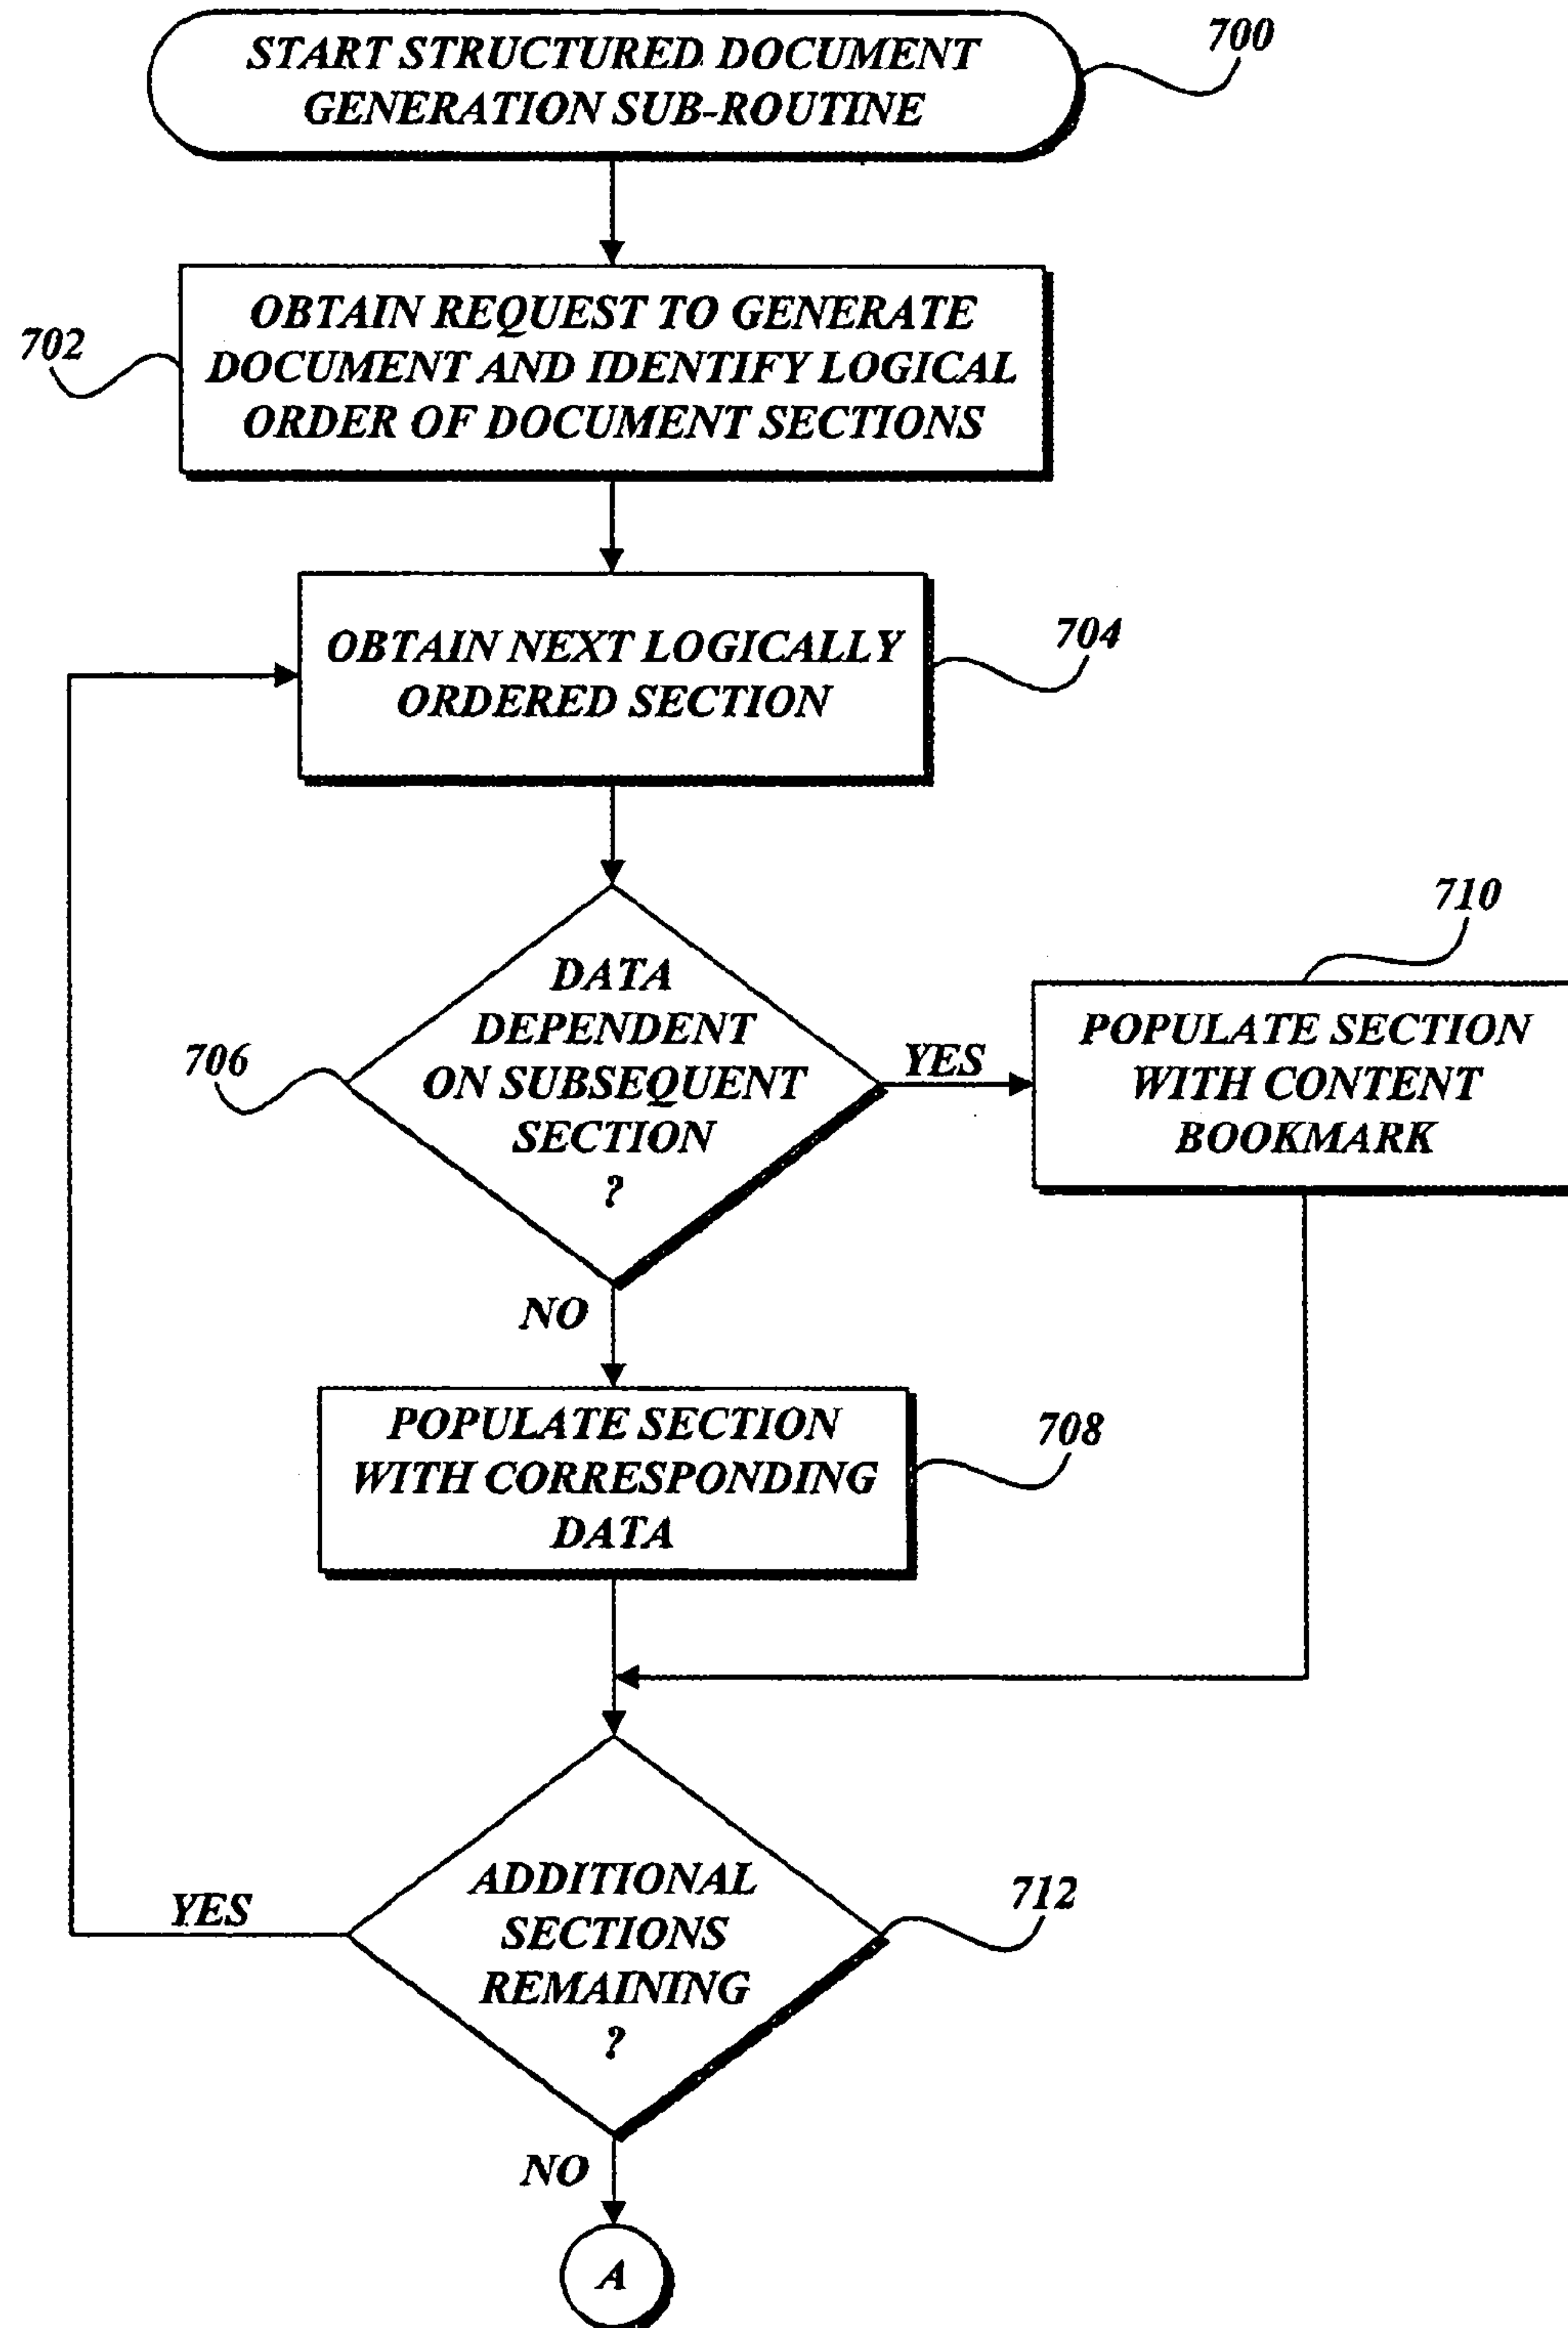 START STRUCTURED DOCUMENT
GENERATION SUB-ROUTINE
700
OBTAIN REQUEST TO GENERATE
DOCUMENT AND IDENTIFY LOGICAL
ORDER OF DOCUMENT SECTIONS
702
OBTAIN NEXT LOGICALLY
ORDERED SECTION
704
DATA
DEPENDENT
ON SUBSEQUENT
SECTION
?
706
YES
710
POPULATE SECTION
WITH CONTENT
BOOKMARK
NO
POPULATE SECTION
WITH CORRESPONDING
DATA
708
ADDITIONAL
SECTIONS
REMAINING
?
712
YES
NO
A